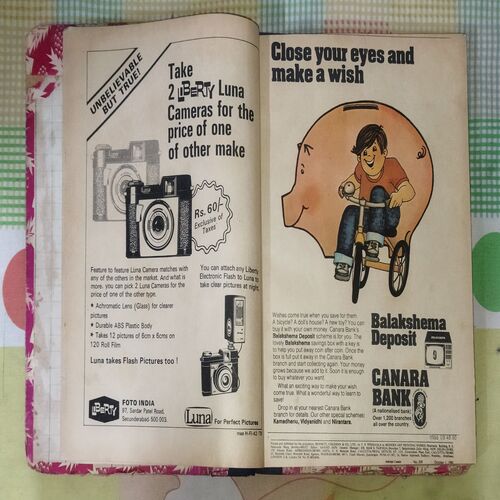 UNBELIEVABLE
BUT TRUE!
Take
2 LIBERTY Luna
Cameras for the
price of one
of other make
Rs. 60/-
Exclusive of
Taxes
Feature to feature Luna Camera matches with
any of the others in the market. And what is
more, you can pick 2 Luna Cameras for the
price of one of the other type.
• Achromatic Lens (Glass) for clearer
pictures
• Durable ABS Plastic Body
• Takes 12 pictures of 6cm x 6cms on
120 Roll Film
Luna takes Flash Pictures too !
You can attach any Liberty
Electronic Flash to Luna to
take clear pictures at night.
LIBERTY
FOTO INDIA
97, Sardar Patel Road,
Secunderabad-500 003.
Luna For Perfect Pictures
Close your eyes and
make a wish
Wishes come true when you save for them.
A bicycle? A doll's house? A new toy? You can
buy it with your own money. Canara Bank's
Balakshema Deposit scheme is for you. The
lovely Balakshema savings box with a key is
to help you put away coin after coin. Once the
box is full put it away in the Canara Bank
branch and start collecting again. Your money
grows because we add to it. Soon it is enough
to buy whatever you want.
What an exciting way to make your wish
come true. What a wonderful way to learn to
save!
Drop in at your nearest Canara Bank
branch for details. Our other special schemes:
Kamadhenu, Vidyanidhi and Nirantara.
Balakshema
Deposit
CANARA
BANK
(A nationalised bank)
Over 1,200 branches
all over the country.